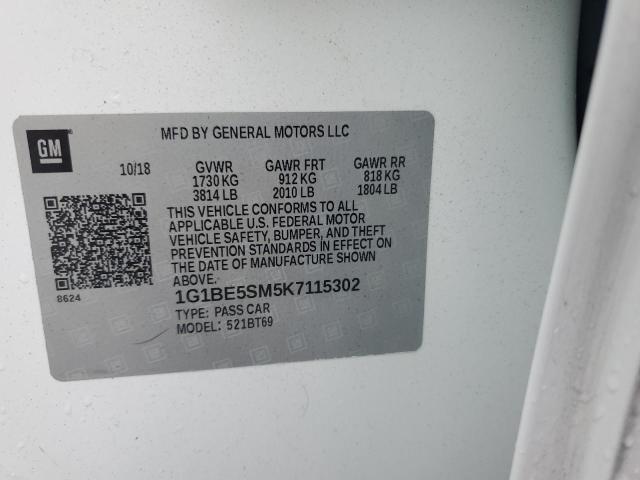 GM
MFD BY GENERAL MOTORS LLC
10/18 GVWR GAWR FRT GAWR RR
1730 KG 912 KG 818 KG
3814 LB 2010 LB 1804 LB
THIS VEHICLE CONFORMS TO ALL
APPLICABLE U.S. FEDERAL MOTOR
VEHICLE SAFETY, BUMPER, AND THEFT
PREVENTION STANDARDS IN EFFECT ON
THE DATE OF MANUFACTURE SHOWN
ABOVE.
8624
1G1BE5SM5K7115302
TYPE: PASS CAR
MODEL: 521BT69